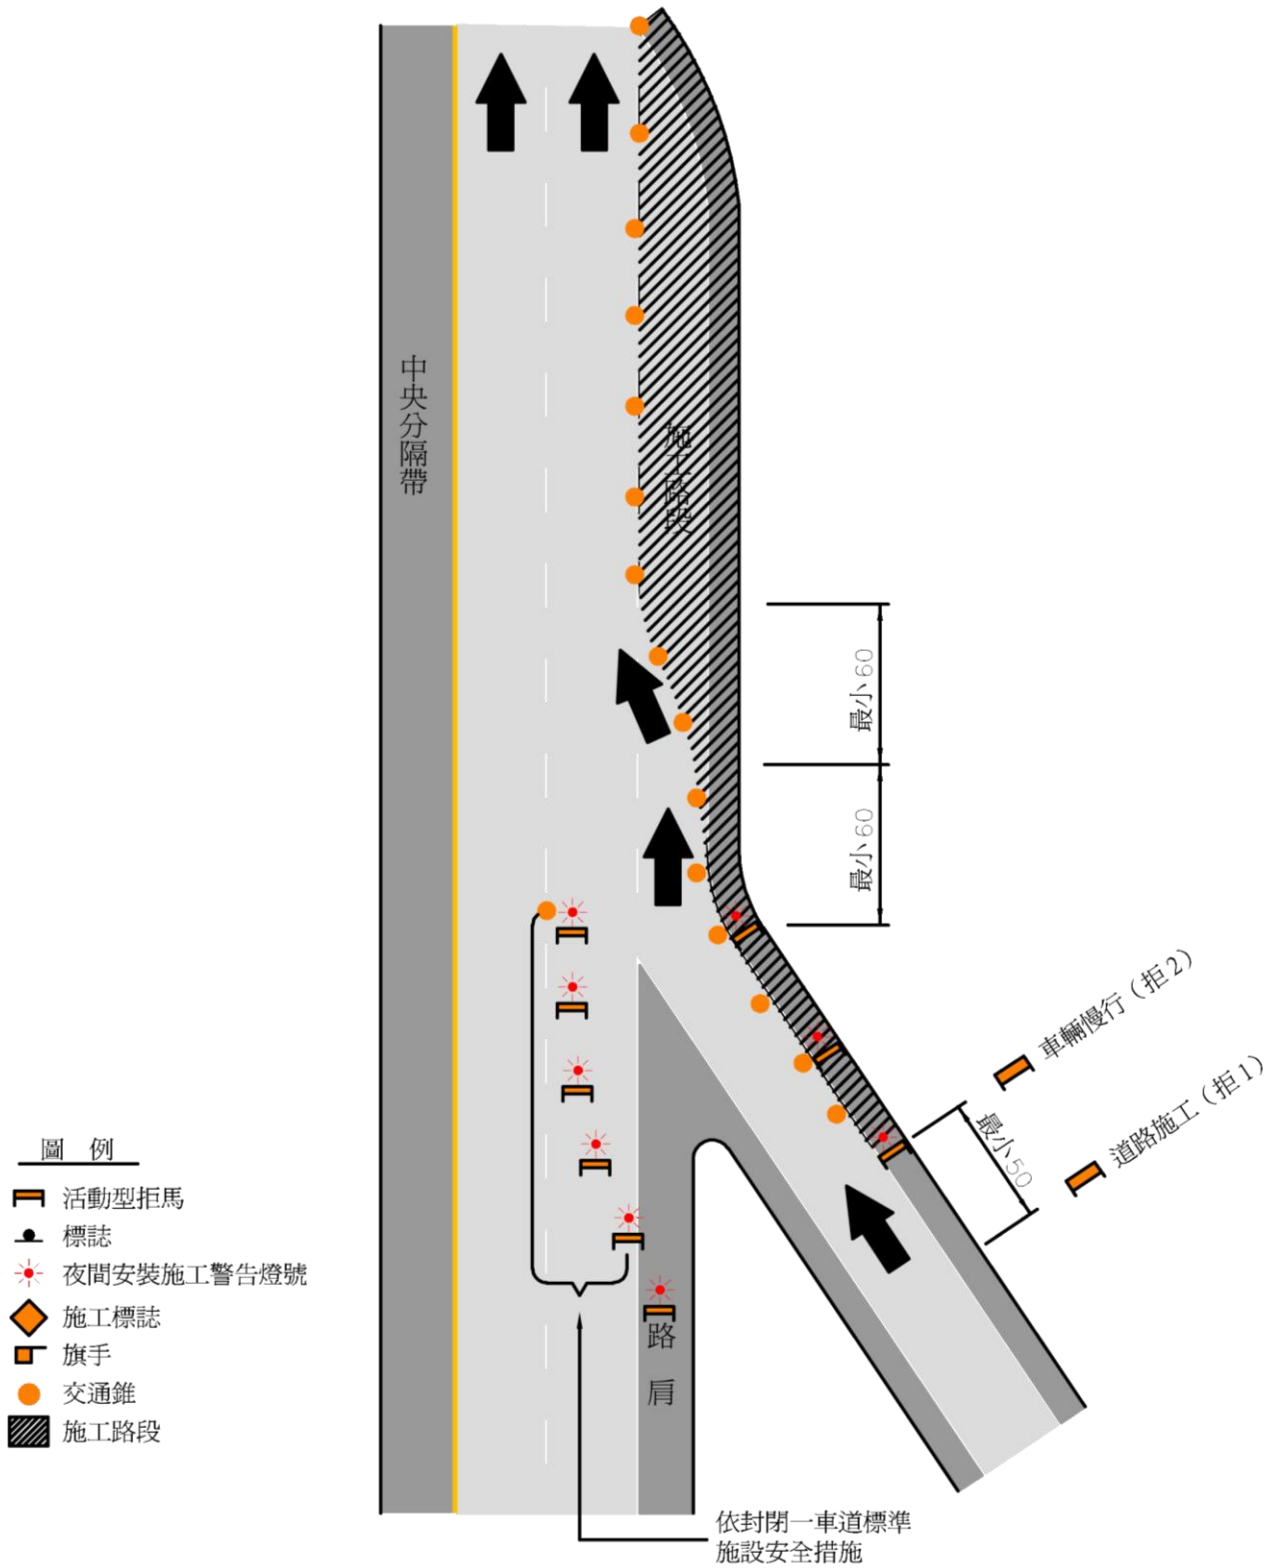 中央分隔帶
施工路段
最小60
最小60
車輛慢行（拒2）
道路施工（拒1）
最小50
圖 例
活動型拒馬
標誌
夜間安裝施工警告燈號
施工標誌
旗手
交通錐
施工路段
路肩
依封閉一車道標準
施設安全措施